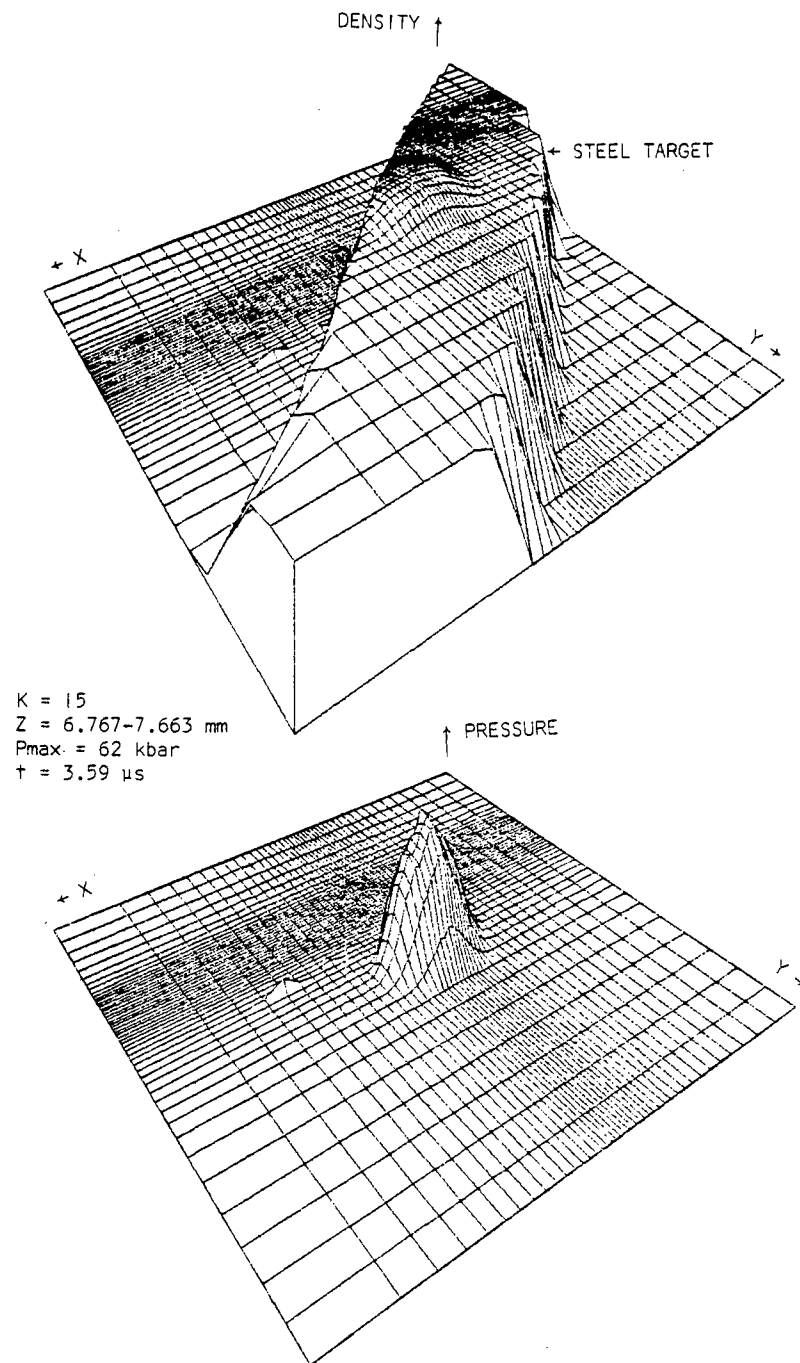 DENSITY ↑
← STEEL TARGET
← X
Y →
K = 15
Z = 6.767-7.663 mm
Pmax = 62 kbar
t = 3.59 μs
↑ PRESSURE
← X
Y →